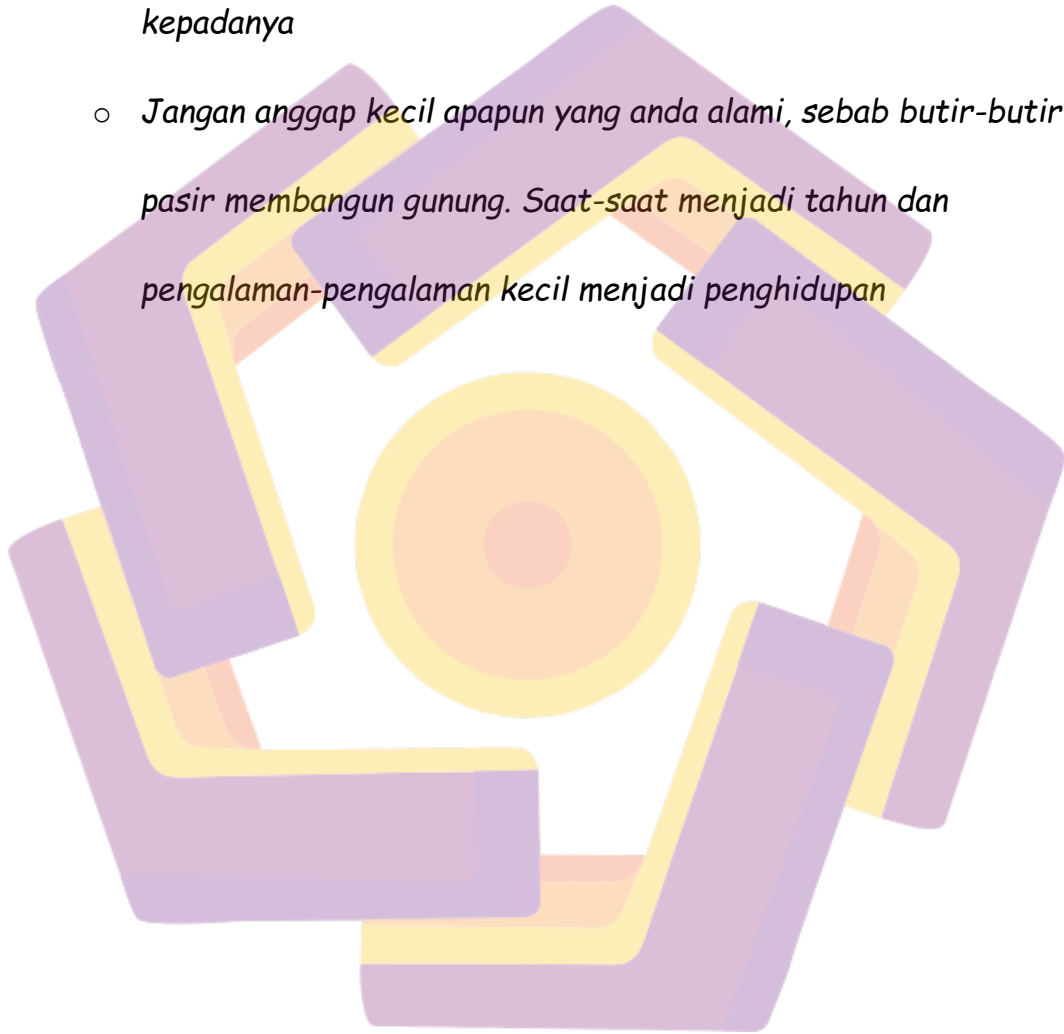 kepadanya
o Jangan anggap kecil apapun yang anda alami, sebab butir-butir
pasir membangun gunung. Saat-saat menjadi tahun dan
pengalaman-pengalaman kecil menjadi penghidupan